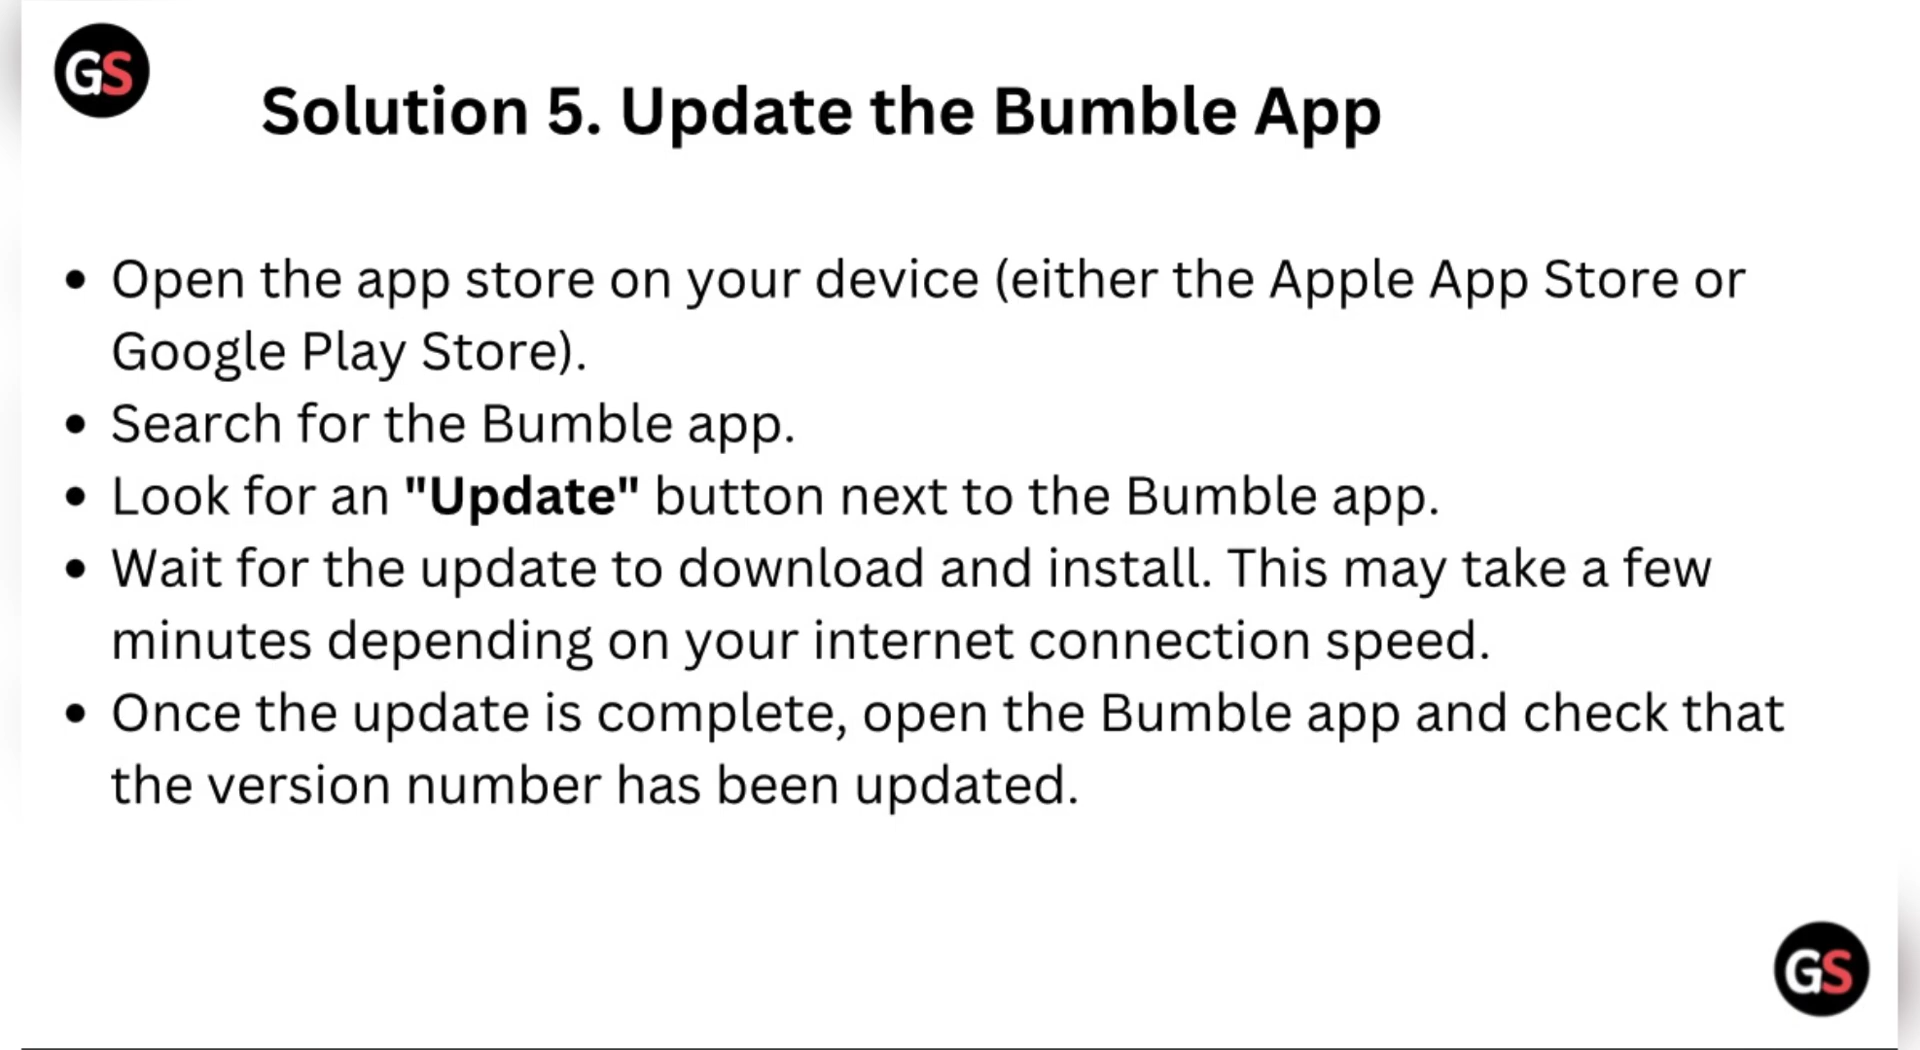 GS
Solution 5. Update the Bumble App
• Open the app store on your device (either the Apple App Store or
Google Play Store).
• Search for the Bumble app.
• Look for an "Update" button next to the Bumble app.
• Wait for the update to download and install. This may take a few
minutes depending on your internet connection speed.
• Once the update is complete, open the Bumble app and check that
the version number has been updated.
GS